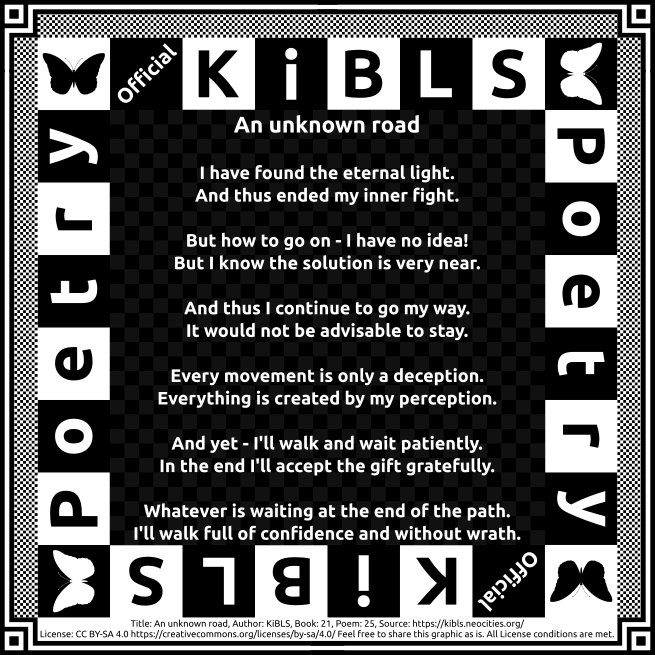 Official KiBLS
Poetry
Poetry
An unknown road
I have found the eternal light.
And thus ended my inner fight.
But how to go on - I have no idea!
But I know the solution is very near.
And thus I continue to go my way.
It would not be advisable to stay.
Every movement is only a deception.
Everything is created by my perception.
And yet - I'll walk and wait patiently.
In the end I'll accept the gift gratefully.
Whatever is waiting at the end of the path.
I'll walk full of confidence and without wrath.
Official KiBLS
Title: An unknown road, Author: KiBLS, Book: 21, Poem: 25, Source: https://kibls.neocities.org/
License: CC BY-SA 4.0 https://creativecommons.org/licenses/by-sa/4.0/ Feel free to share this graphic as is. All License conditions are met.